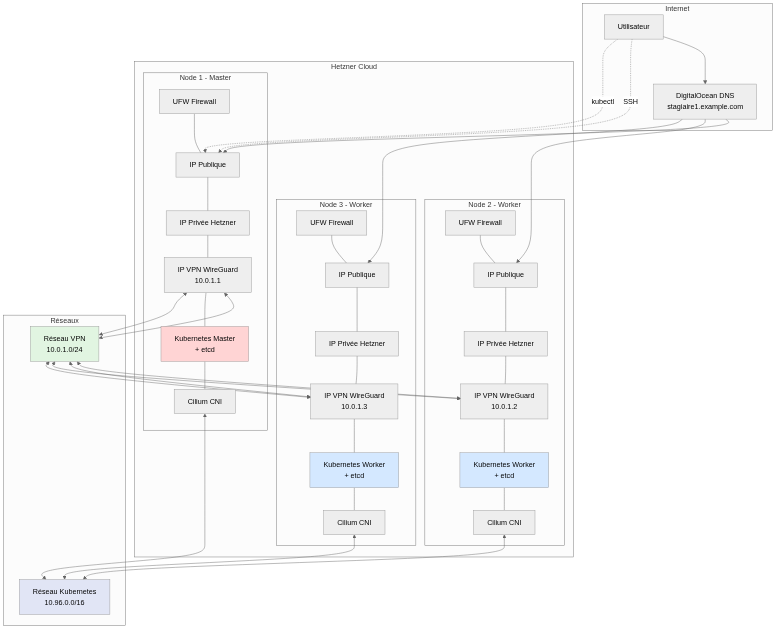 Internet
Utilisateur
kubectl
SSH
DigitalOcean DNS
stagiaire1.example.com
Hetzner Cloud
Node 1 - Master
UFW Firewall
IP Publique
IP Privée Hetzner
IP VPN WireGuard
10.0.1.1
Kubernetes Master
+ etcd
Cilium CNI
Node 3 - Worker
UFW Firewall
IP Publique
IP Privée Hetzner
IP VPN WireGuard
10.0.1.3
Kubernetes Worker
+ etcd
Cilium CNI
Node 2 - Worker
UFW Firewall
IP Publique
IP Privée Hetzner
IP VPN WireGuard
10.0.1.2
Kubernetes Worker
+ etcd
Cilium CNI
Réseaux
Réseau VPN
10.0.1.0/24
Réseau Kubernetes
10.96.0.0/16